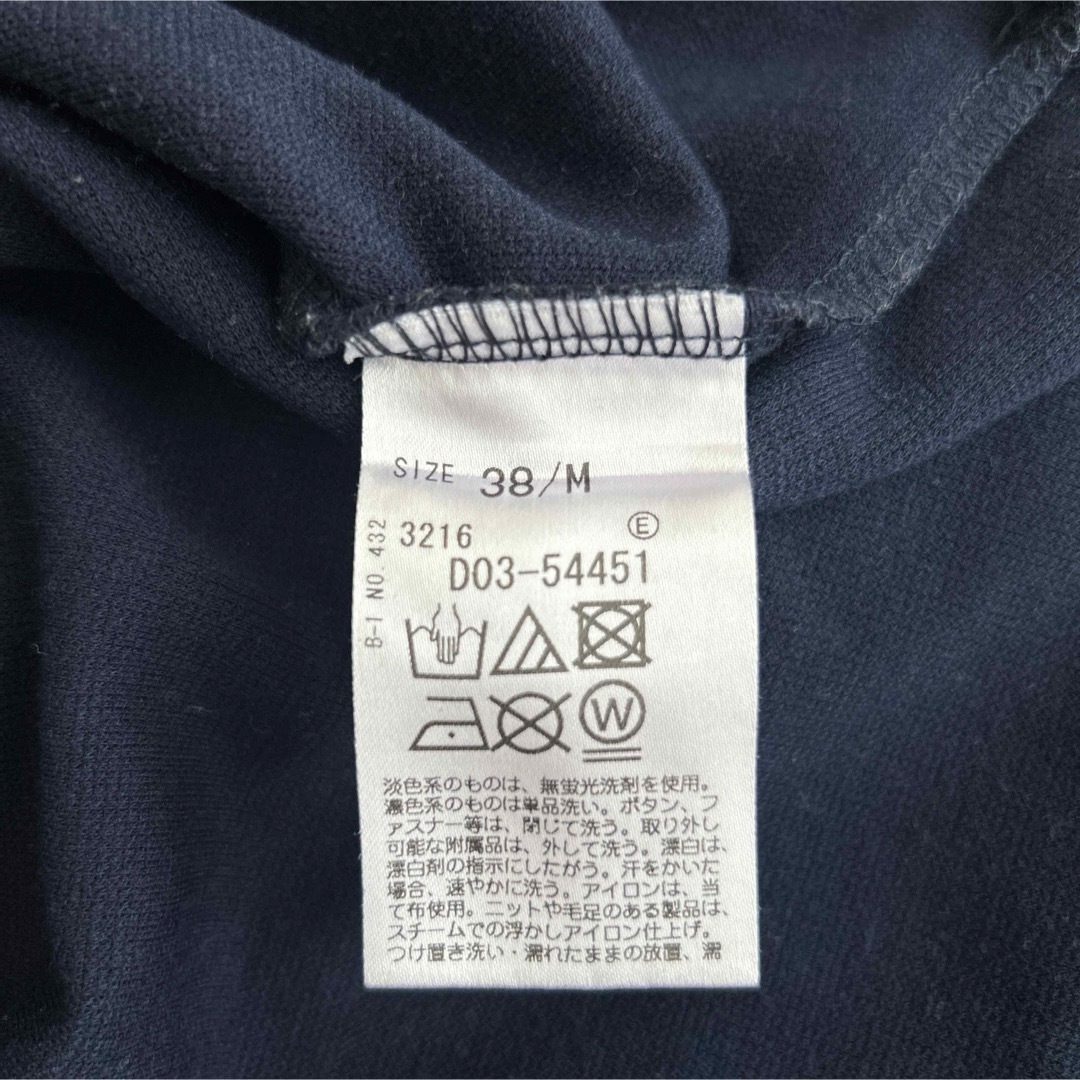 SIZE 38/M
B-1 NO.432
3216 E
D03-54451
W
淡色系のものは、無蛍光洗剤を使用。
濃色系のものは単品洗い。ボタン、フ
ァスナー等は、閉じて洗う。取り外し
可能な附属品は、外して洗う。漂白は、
漂白剤の指示にしたがう。汗をかいた
場合、速やかに洗う。アイロンは、当
て布使用。ニットや毛足のある製品は、
スチームでの浮かしアイロン仕上げ。
つけ置き洗い・濡れたままの放置、濡